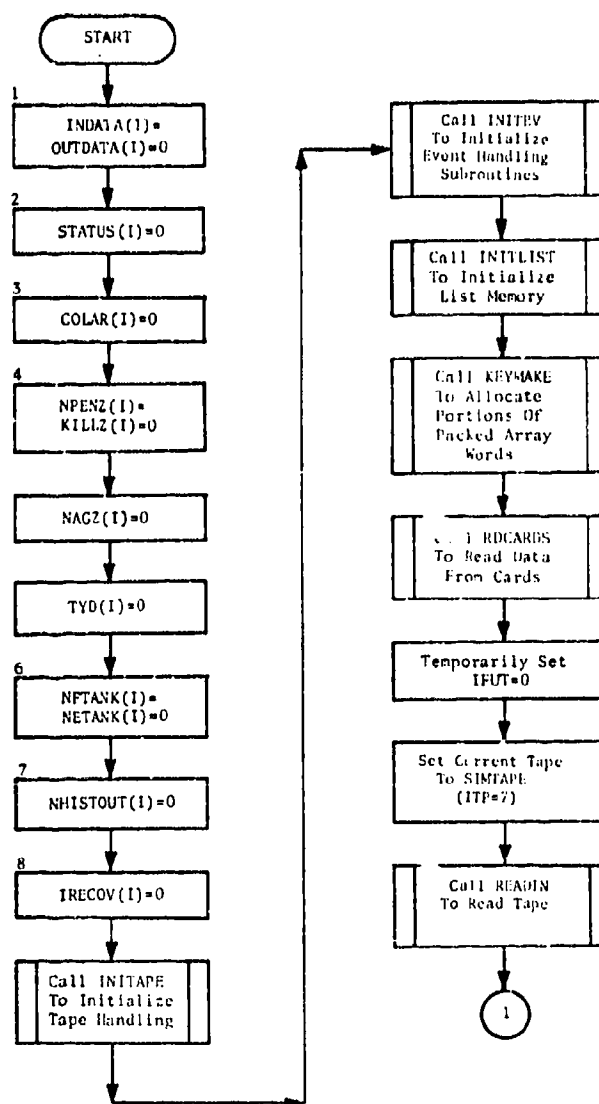 START
1
INDATA(I)=
OUTDATA(I)=0
2
STATUS(I)=0
3
COLAR(I)=0
4
NPENZ(I)=
KILLZ(I)=0
NAGZ(I)=0
TYD(I)=0
6
NFTANK(I)=
NETANK(I)=0
7
NHISTOUT(I)=0
8
IRECOV(I)=0
Call INITAPE
To Initialize
Tape Handling
Call INITEV
To Initialize
Event Handling
Subroutines
Call INITLIST
To Initialize
List Memory
Call KEYMAKE
To Allocate
Portions Of
Packed Array
Words
RDCARDS
To Read Data
From Cards
Temporarily Set
IFUT=0
Set Current Tape
To SIMTAPE
(ITP=7)
Call READIN
To Read Tape
1